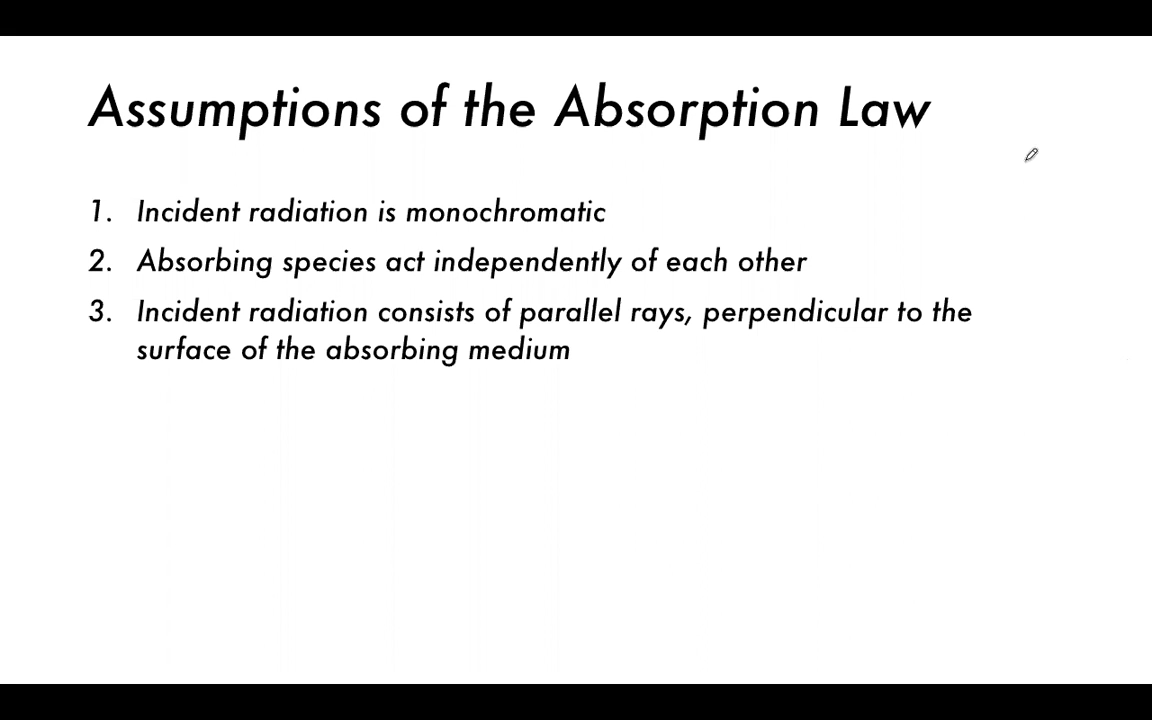 Assumptions of the Absorption Law
1. Incident radiation is monochromatic
2. Absorbing species act independently of each other
3. Incident radiation consists of parallel rays, perpendicular to the
surface of the absorbing medium